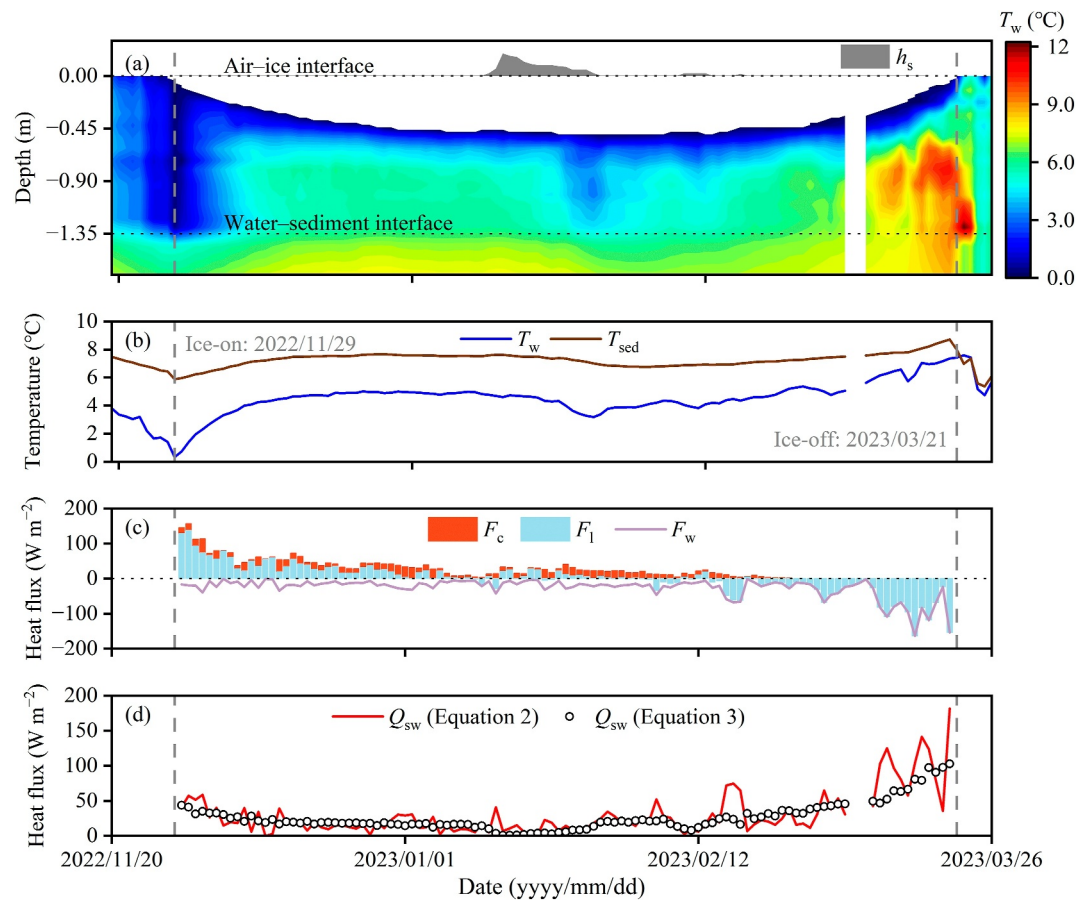 T_w (°C)
(a)
Air–ice interface
h_s
12
0.00
9.0
−0.45
Depth (m)
−0.90
6.0
Water–sediment interface
3.0
−1.35
0.0
10
(b)
Ice-on: 2022/11/29
T_w
T_sed
8
6
Temperature (°C)
4
2
Ice-off: 2023/03/21
0
200
(c)
F_c
F_l
F_w
100
Heat flux (W m⁻²)
0
−100
−200
200
(d)
Q_sw (Equation 2)
Q_sw (Equation 3)
150
Heat flux (W m⁻²)
100
50
0
2022/11/20
2023/01/01
2023/02/12
2023/03/26
Date (yyyy/mm/dd)